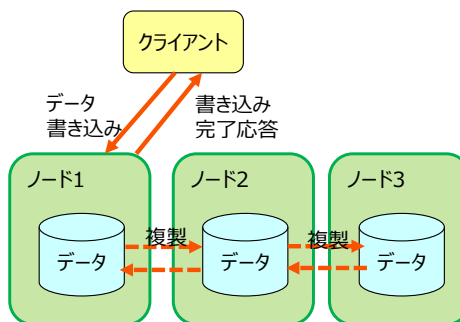 クライアント
データ
書き込み
書き込み
完了応答
ノード1
ノード2
ノード3
複製
複製
データ
データ
データ